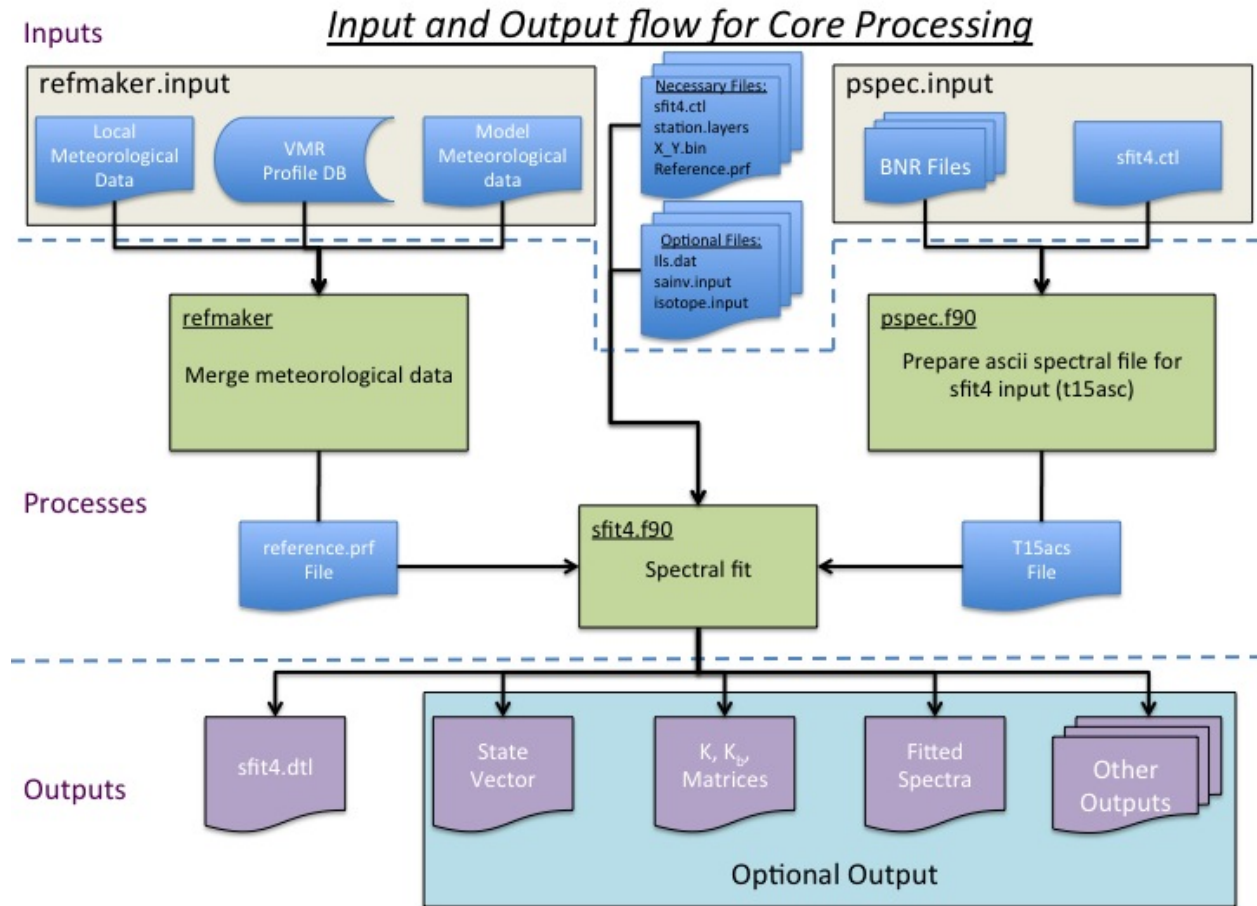 Input and Output flow for Core Processing
Inputs
refmaker.input
Local
Meteorological
Data
VMR
Profile DB
Model
Meteorological
data
Necessary Files:
sfit4.ctl
station.layers
X_Y.bin
Reference.prf
Optional Files:
Ils.dat
sainv.input
isotope.input
pspec.input
BNR Files
sfit4.ctl
refmaker
Merge meteorological data
pspec.f90
Prepare ascii spectral file for
sfit4 input (t15asc)
Processes
reference.prf
File
sfit4.f90
Spectral fit
T15acs
File
Outputs
sfit4.dtl
State
Vector
K, Kb,
Matrices
Fitted
Spectra
Other
Outputs
Optional Output